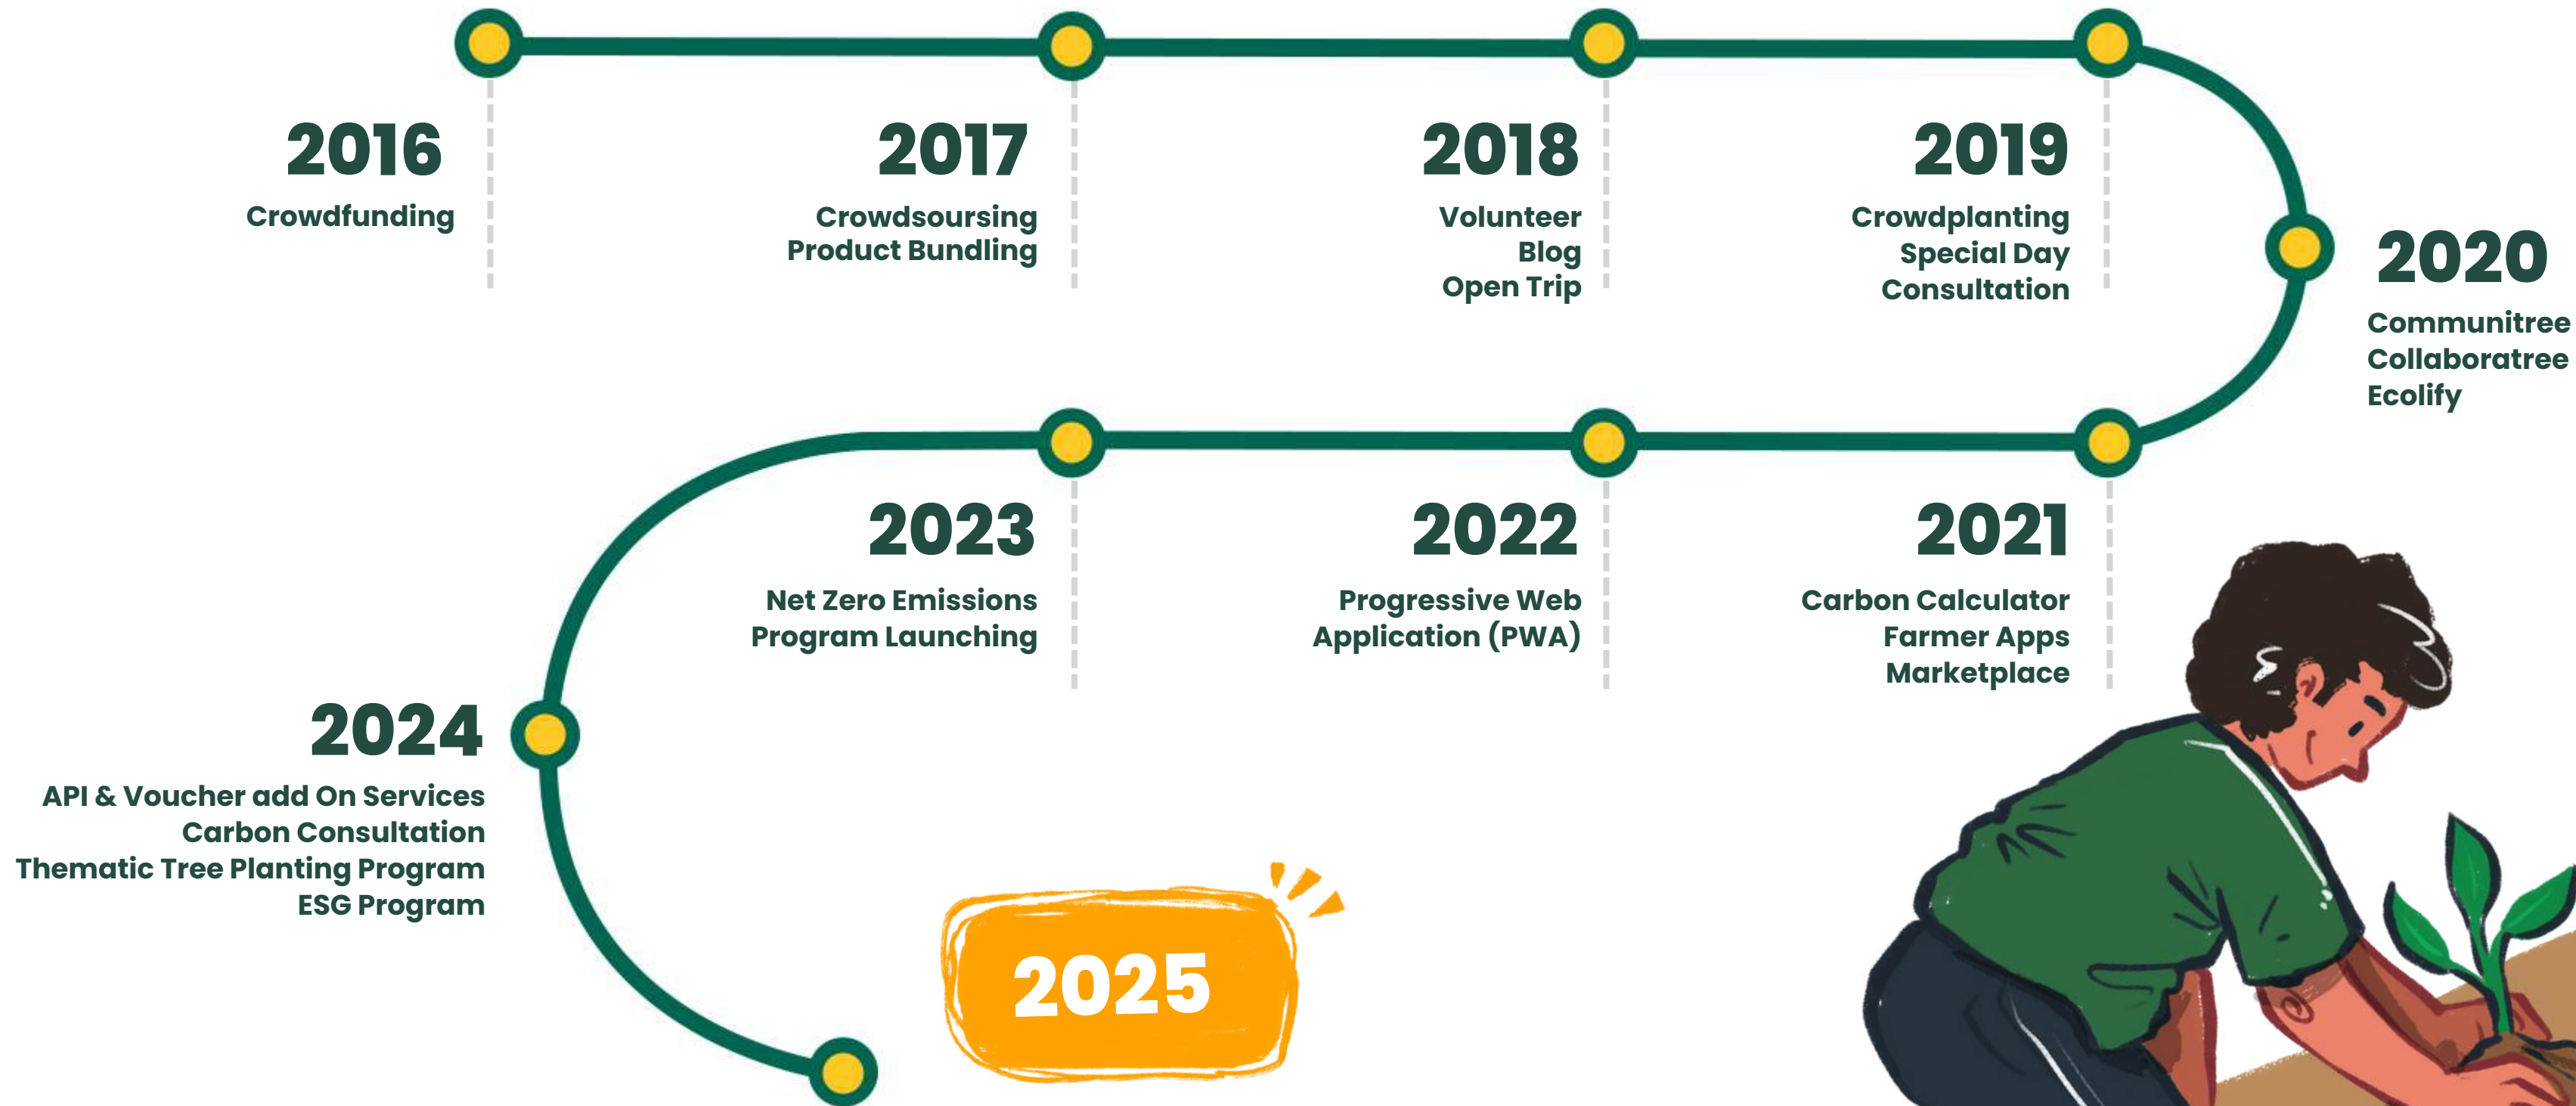 2016
Crowdfunding
2017
Crowdsoursing
Product Bundling
2018
Volunteer
Blog
Open Trip
2019
Crowdplanting
Special Day
Consultation
2020
Communitree
Collaboratree
Ecolify
2021
Carbon Calculator
Farmer Apps
Marketplace
2022
Progressive Web
Application (PWA)
2023
Net Zero Emissions
Program Launching
2024
API & Voucher add On Services
Carbon Consultation
Thematic Tree Planting Program
ESG Program
2025